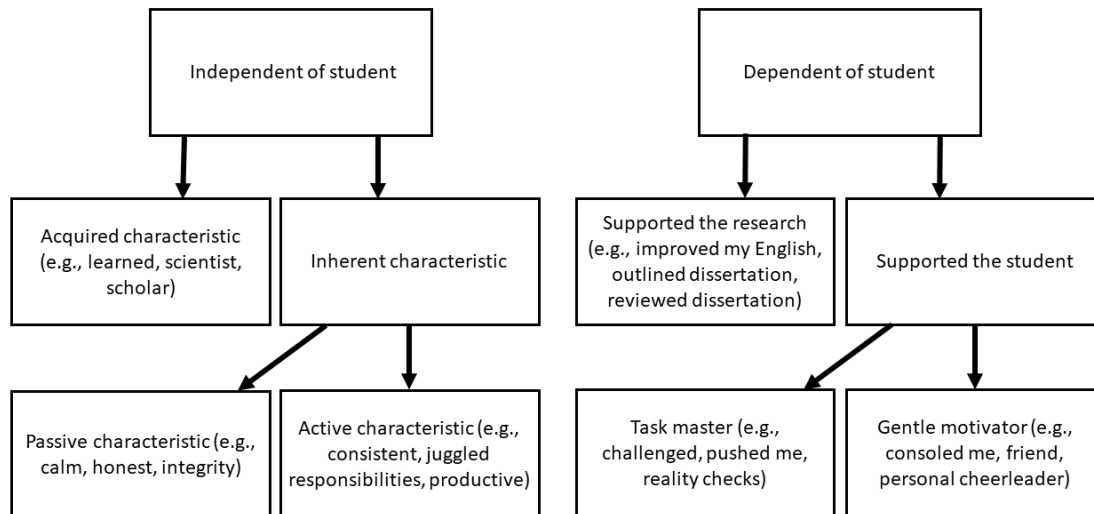 Independent of student
Dependent of student
Acquired characteristic
(e.g., learned, scientist,
scholar)
Inherent characteristic
Supported the research
(e.g., improved my English,
outlined dissertation,
reviewed dissertation)
Supported the student
Passive characteristic (e.g.,
calm, honest, integrity)
Active characteristic (e.g.,
consistent, juggled
responsibilities, productive)
Task master (e.g.,
challenged, pushed me,
reality checks)
Gentle motivator (e.g.,
consoled me, friend,
personal cheerleader)